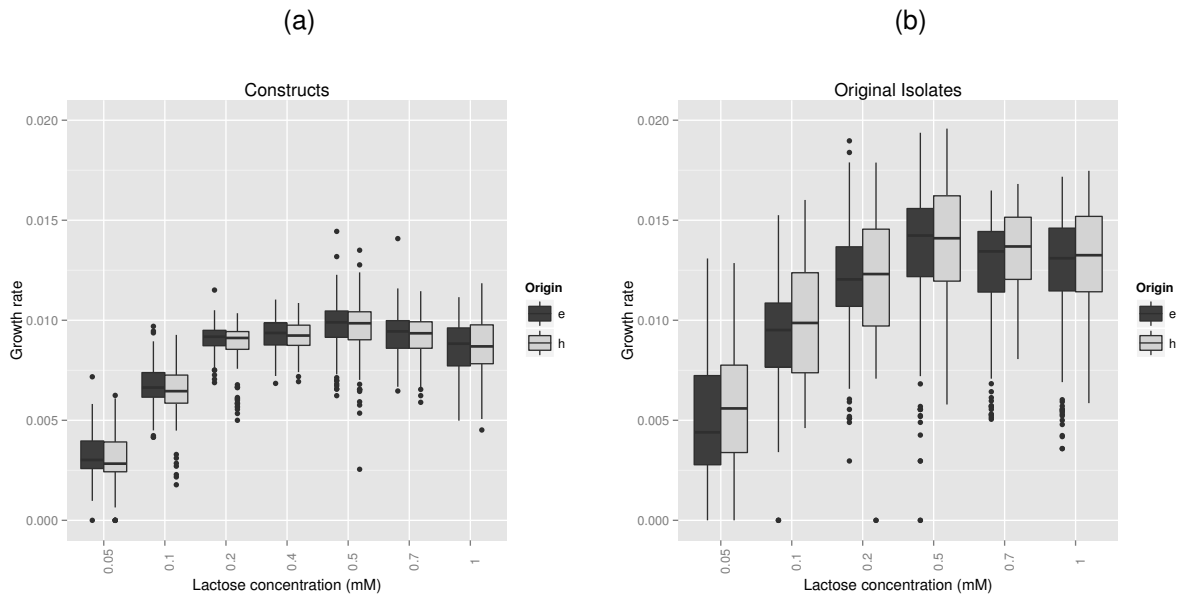 (a)
Constructs
Growth rate
0.020
0.015
0.010
0.005
0.000
0.05
0.1
0.2
0.4
0.5
0.7
1
Lactose concentration (mM)
Origin
e
h
(b)
Original Isolates
Growth rate
0.020
0.015
0.010
0.005
0.000
0.05
0.1
0.2
0.5
0.7
1
Lactose concentration (mM)
Origin
e
h